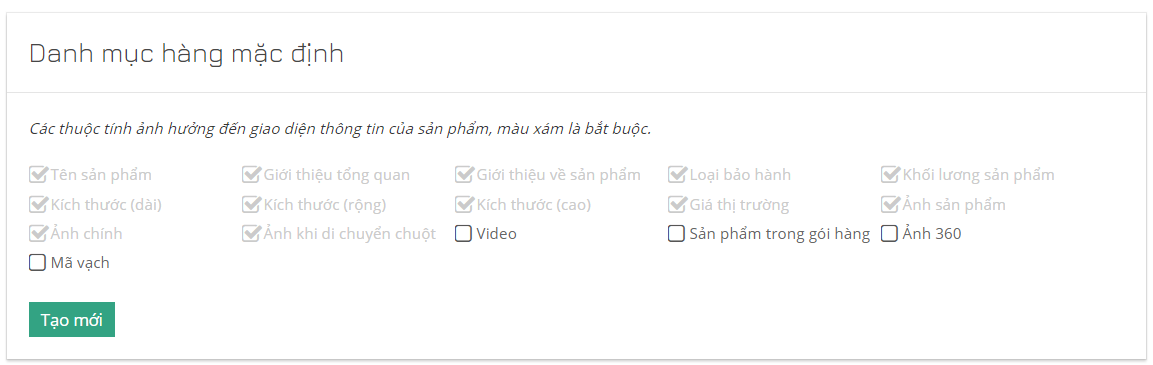 Danh mục hàng mặc định
Các thuộc tính ảnh hưởng đến giao diện thông tin của sản phẩm, màu xám là bắt buộc.
Tên sản phẩm Giới thiệu tổng quan Giới thiệu về sản phẩm Loại bảo hành Khối lương sản phẩm
Kích thước (dài) Kích thước (rộng) Kích thước (cao) Giá thị trường Ảnh sản phẩm
Ảnh chính Ảnh khi di chuyển chuột Video Sản phẩm trong gói hàng Ảnh 360
Mã vạch
Tạo mới